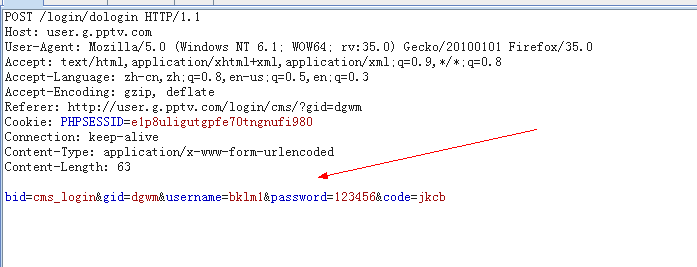 POST /login/dologin HTTP/1.1
Host: user.g.pptv.com
User-Agent: Mozilla/5.0 (Windows NT 6.1; WOW64; rv:35.0) Gecko/20100101 Firefox/35.0
Accept: text/html,application/xhtml+xml,application/xml;q=0.9,*/*;q=0.8
Accept-Language: zh-cn,zh;q=0.8,en-us;q=0.5,en;q=0.3
Accept-Encoding: gzip, deflate
Referer: http://user.g.pptv.com/login/cms/?gid=dgwm
Cookie: PHPSESSID=e1p8uligutgpfe70tngnufi980
Connection: keep-alive
Content-Type: application/x-www-form-urlencoded
Content-Length: 63
bid=cms_login&gid=dgwm&username=bklm1&password=123456&code=jkcb